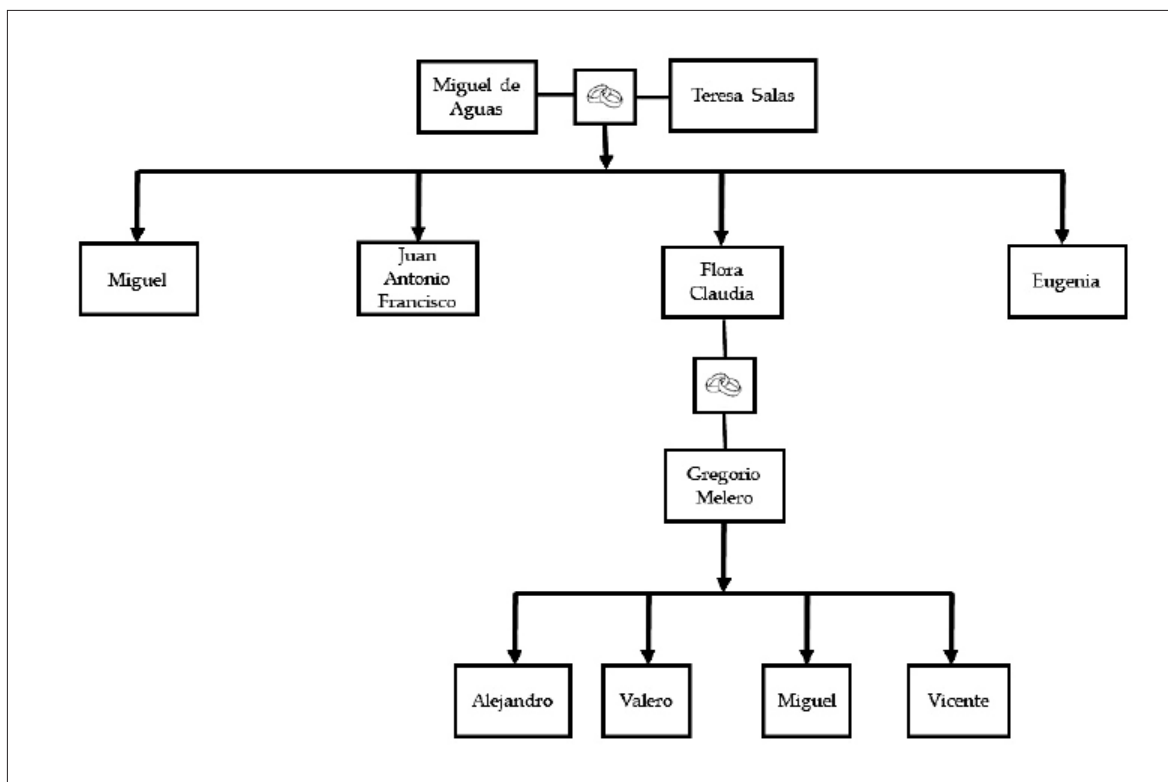 Miguel de
Aguas
Teresa Salas
Miguel
Juan
Antonio
Francisco
Flora
Claudia
Eugenia
Gregorio
Melero
Alejandro
Valero
Miguel
Vicente